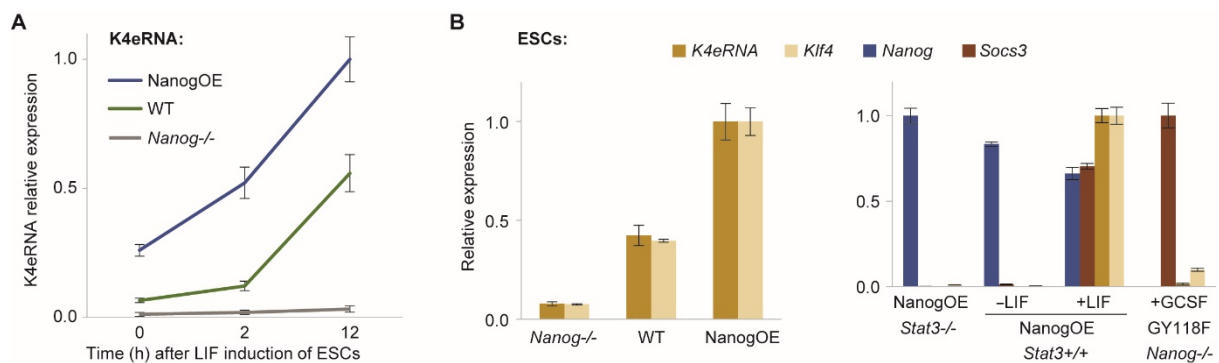 A
K4eRNA:
NanogOE
WT
Nanog-/-
K4eRNA relative expression
1.0
0.5
0.0
0 2 12
Time (h) after LIF induction of ESCs
B
ESCs:
K4eRNA Klf4 Nanog Socs3
Relative expression
1.0
0.5
0.0
Nanog-/- WT NanogOE
1.0
0.5
0.0
NanogOE –LIF +LIF +GCSF
Stat3-/- NanogOE GY118F
Stat3+/+ Nanog-/-